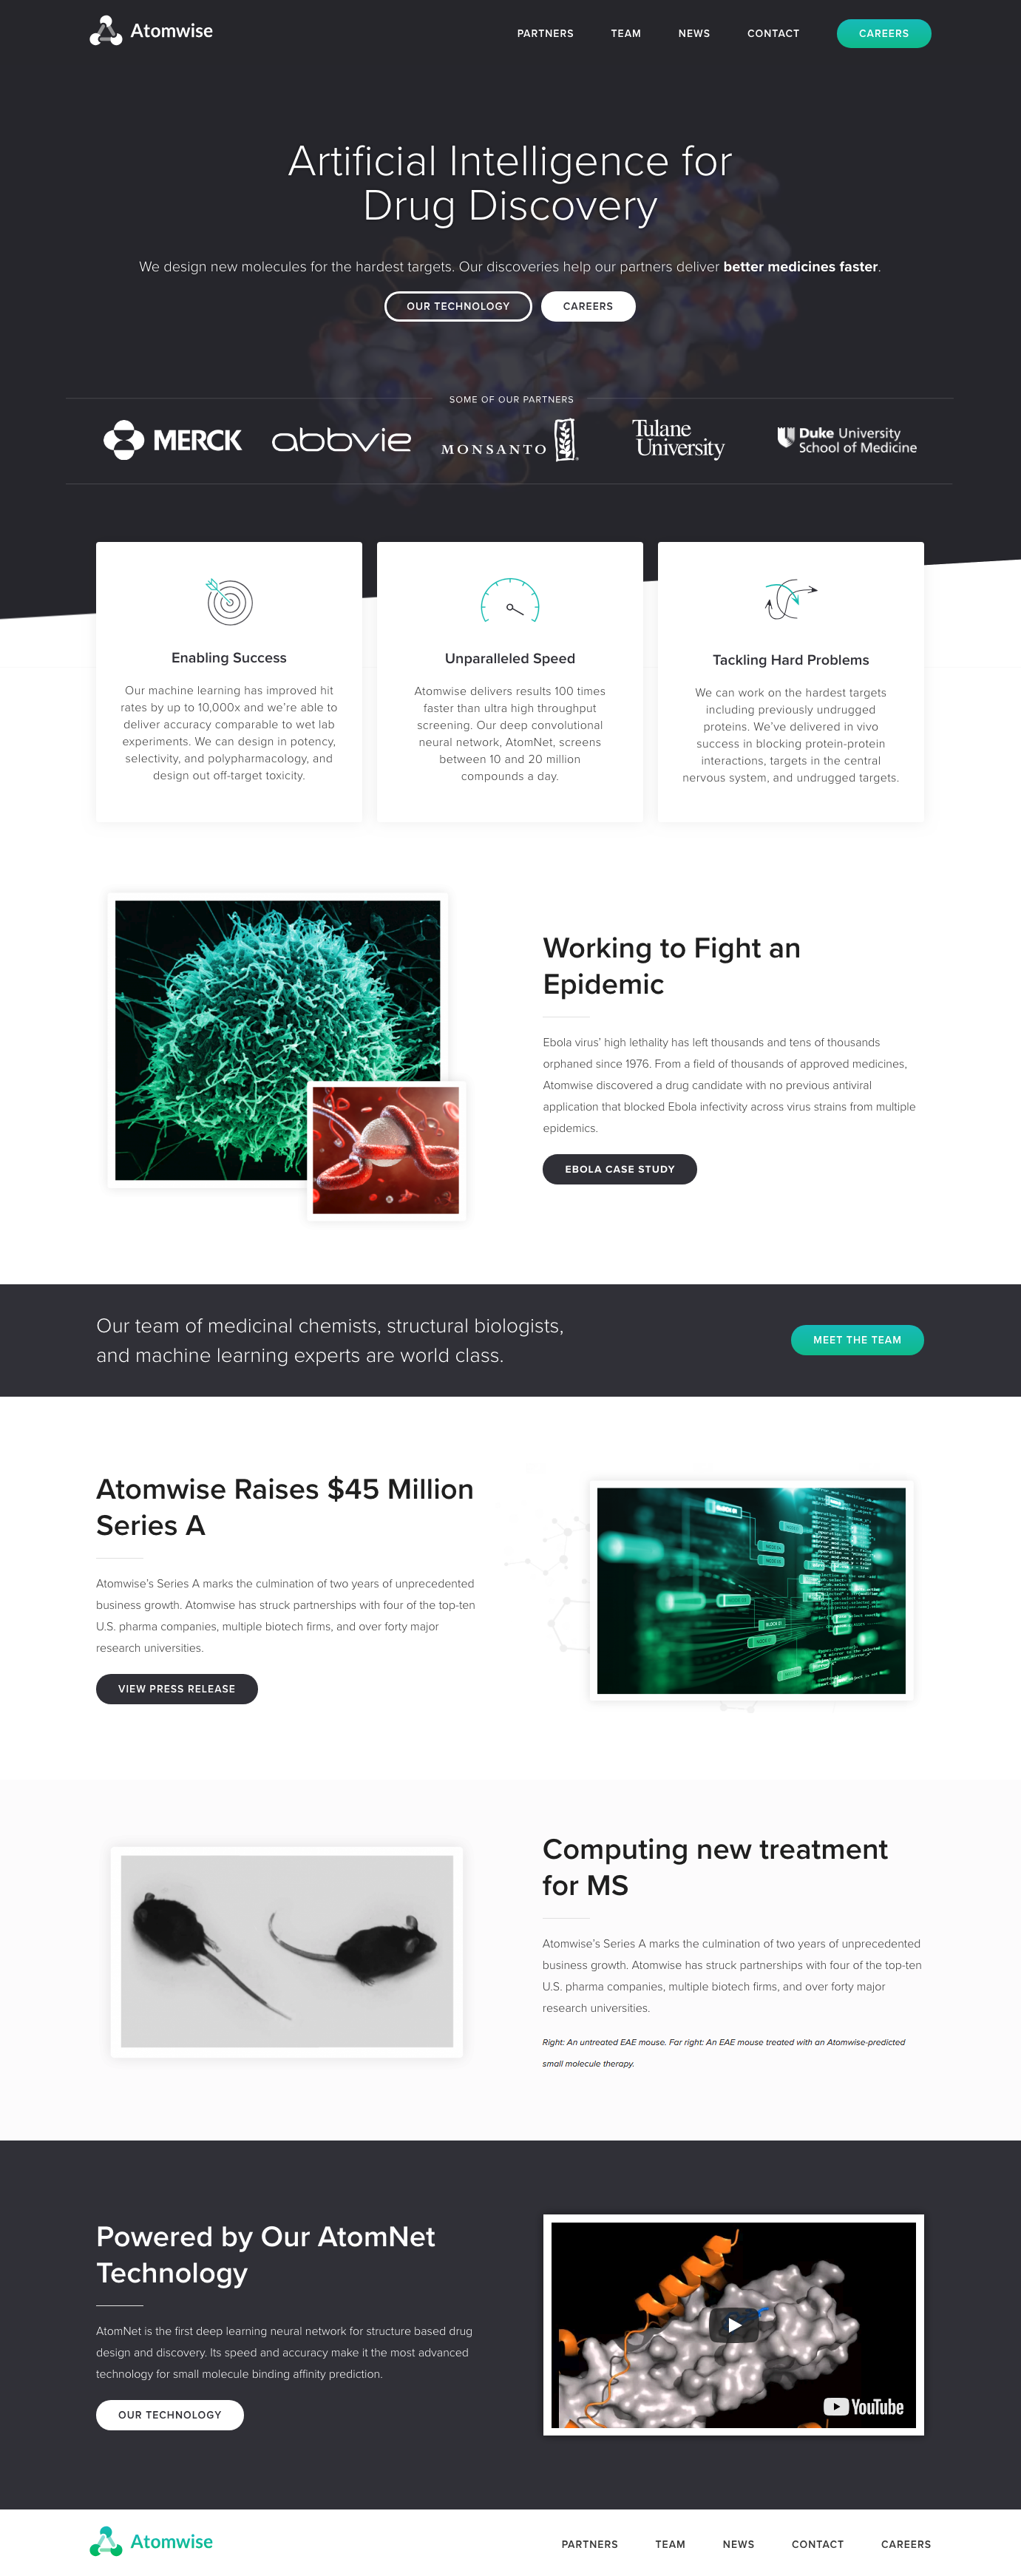 Atomwise
PARTNERS
TEAM
NEWS
CONTACT
CAREERS
Artificial Intelligence for
Drug Discovery
We design new molecules for the hardest targets. Our discoveries help our partners deliver better medicines faster.
OUR TECHNOLOGY
CAREERS
SOME OF OUR PARTNERS
MERCK
abbvie
MONSANTO
Tulane
University
Duke University
School of Medicine
Enabling Success
Our machine learning has improved hit
rates by up to 10,000x and we're able to
deliver accuracy comparable to wet lab
experiments. We can design in potency,
selectivity, and polypharmacology, and
design out off-target toxicity.
Unparalleled Speed
Atomwise delivers results 100 times
faster than ultra high throughput
screening. Our deep convolutional
neural network, AtomNet, screens
between 10 and 20 million
compounds a day.
Tackling Hard Problems
We can work on the hardest targets
including previously undrugged
proteins. We've delivered in vivo
success in blocking protein-protein
interactions, targets in the central
nervous system, and undrugged targets.
Working to Fight an
Epidemic
Ebola virus' high lethality has left thousands and tens of thousands
orphaned since 1976. From a field of thousands of approved medicines,
Atomwise discovered a drug candidate with no previous antiviral
application that blocked Ebola infectivity across virus strains from multiple
epidemics.
EBOLA CASE STUDY
Our team of medicinal chemists, structural biologists,
and machine learning experts are world class.
MEET THE TEAM
Atomwise Raises $45 Million
Series A
Atomwise's Series A marks the culmination of two years of unprecedented
business growth. Atomwise has struck partnerships with four of the top-ten
U.S. pharma companies, multiple biotech firms, and over forty major
research universities.
VIEW PRESS RELEASE
Computing new treatment
for MS
Atomwise's Series A marks the culmination of two years of unprecedented
business growth. Atomwise has struck partnerships with four of the top-ten
U.S. pharma companies, multiple biotech firms, and over forty major
research universities.
Right: An untreated EAE mouse. Far right: An EAE mouse treated with an Atomwise-predicted
small molecule therapy.
Powered by Our AtomNet
Technology
AtomNet is the first deep learning neural network for structure based drug
design and discovery. Its speed and accuracy make it the most advanced
technology for small molecule binding affinity prediction.
OUR TECHNOLOGY
YouTube
Atomwise
PARTNERS
TEAM
NEWS
CONTACT
CAREERS